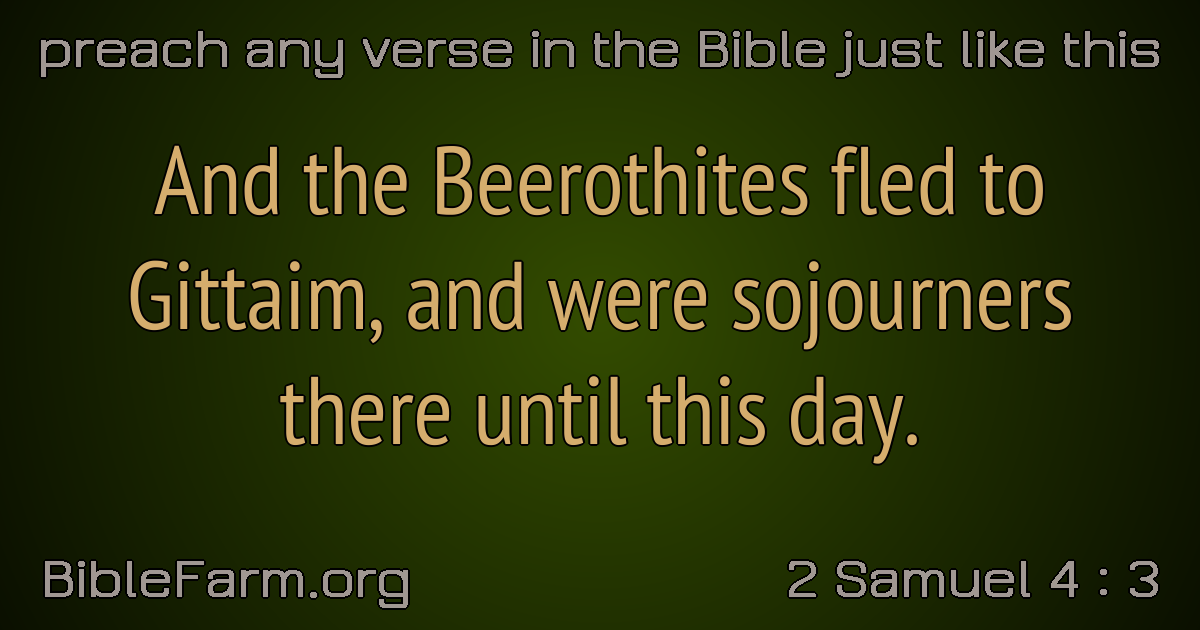 preach any verse in the Bible just like this
And the Beerothites fled to
Gittaim, and were sojourners
there until this day.
BibleFarm.org
2 Samuel 4 : 3